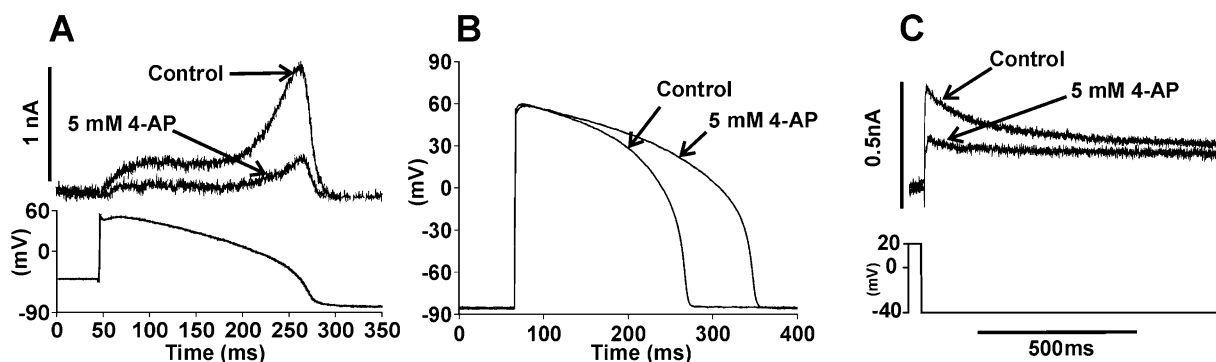 A
Control
5 mM 4-AP
1 nA
60
0
-90
(mV)
0 50 100 150 200 250 300 350
Time (ms)
B
Control
5 mM 4-AP
90
60
30
0
-30
-60
-80
-90
(mV)
0 100 200 300 400
Time (ms)
C
Control
5 mM 4-AP
0.5nA
20
0
-40
(mV)
500ms